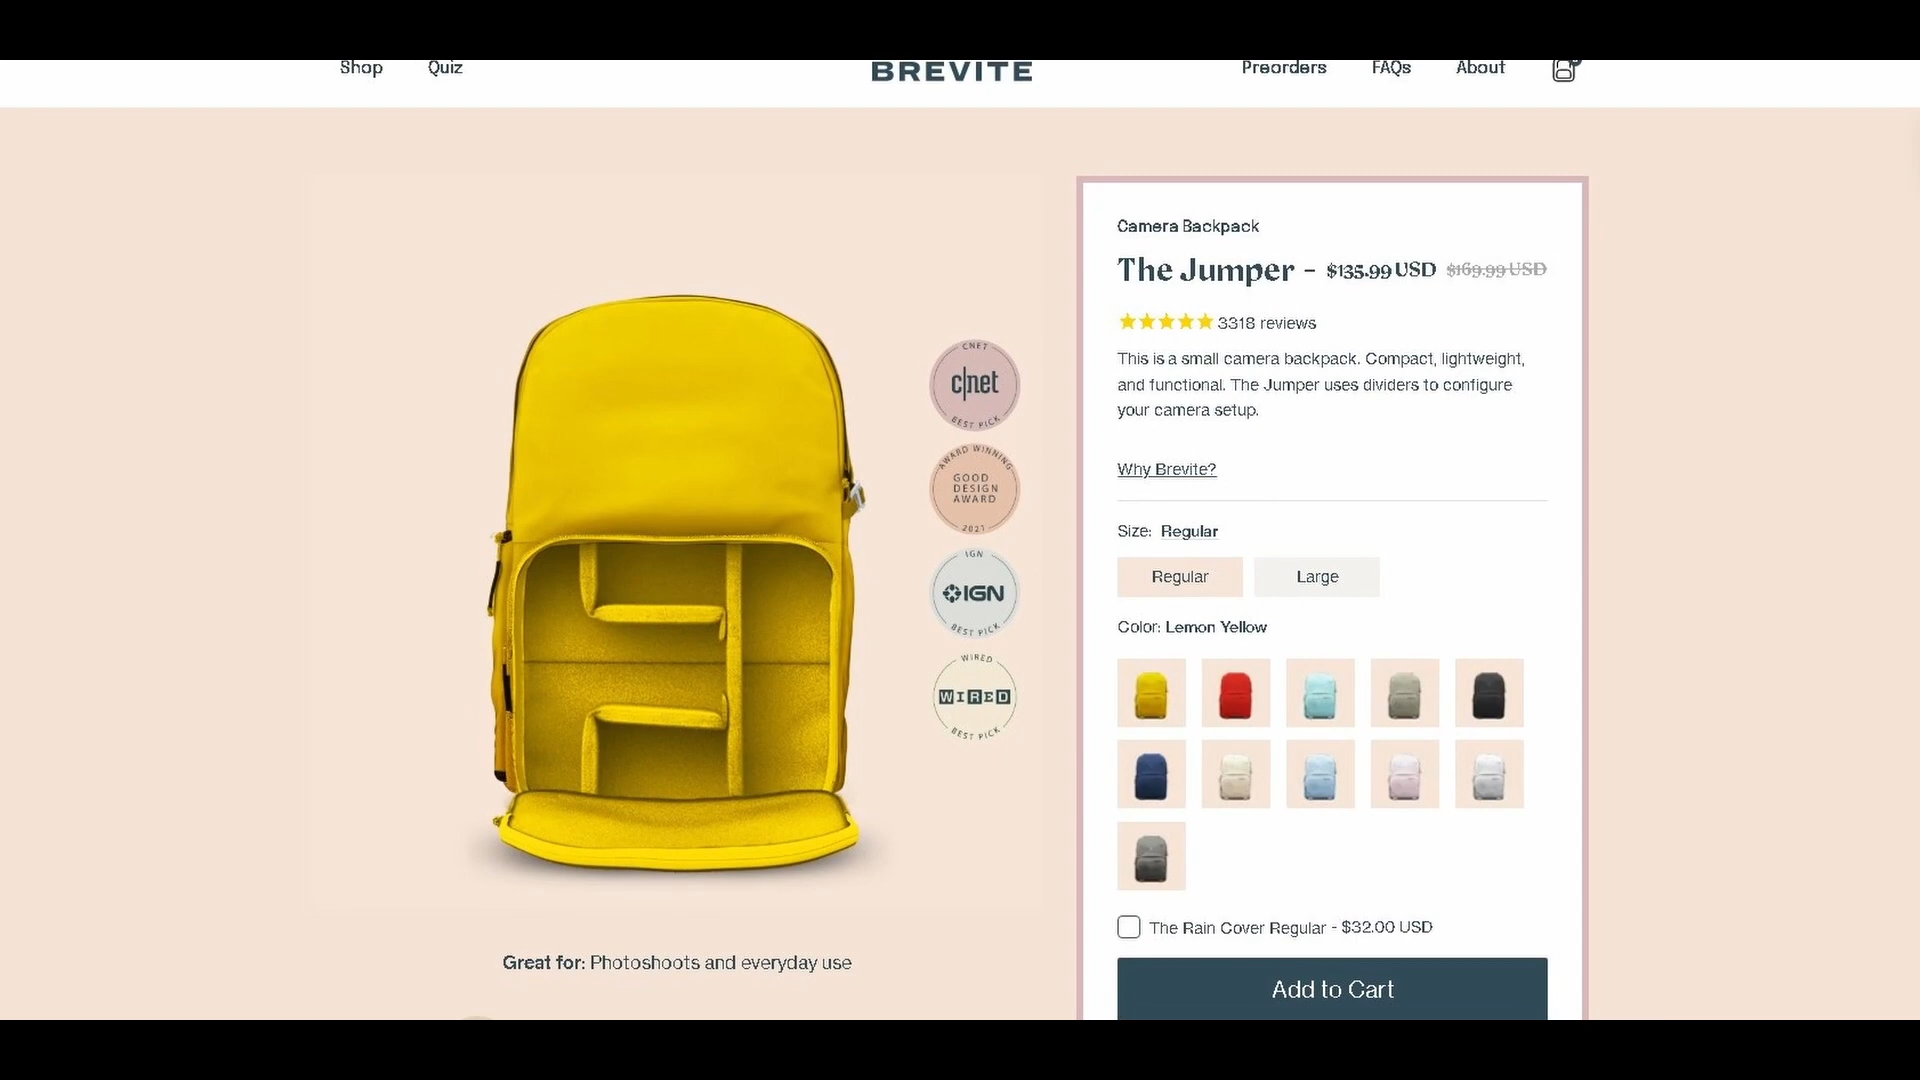 Shop Quiz BREVITE Preorders FAQs About
Camera Backpack
The Jumper - $135.99 USD $169.99 USD
3318 reviews
This is a small camera backpack. Compact, lightweight,
and functional. The Jumper uses dividers to configure
your camera setup.
Why Brevite?
Size: Regular
Regular Large
Color: Lemon Yellow
The Rain Cover Regular - $32.00 USD
Add to Cart
CNET
c|net
BEST PICK
AWARD WINNING
GOOD
DESIGN
AWARD
2021
IGN
IGN
BEST PICK
WIRED
WIRED
BEST PICK
Great for: Photoshoots and everyday use